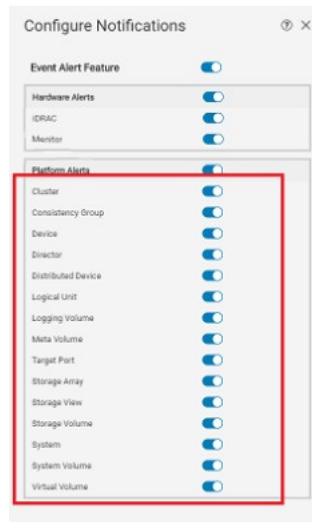 Configure Notifications
Event Alert Feature
Hardware Alerts
iDRAC
Monitor
Platform Alerts
Cluster
Consistency Group
Device
Director
Distributed Device
Logical Unit
Logging Volume
Meta Volume
Target Port
Storage Array
Storage View
Storage Volume
System
System Volume
Virtual Volume